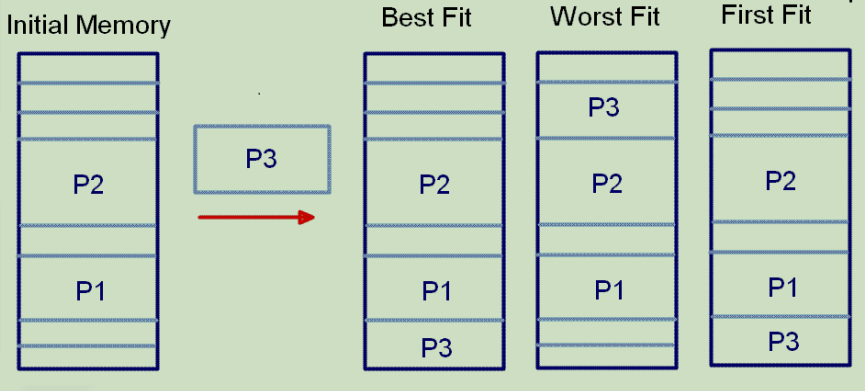 Initial Memory
Best Fit
Worst Fit
First Fit
P2
P1
P3
P2
P1
P3
P3
P2
P1
P2
P1
P3